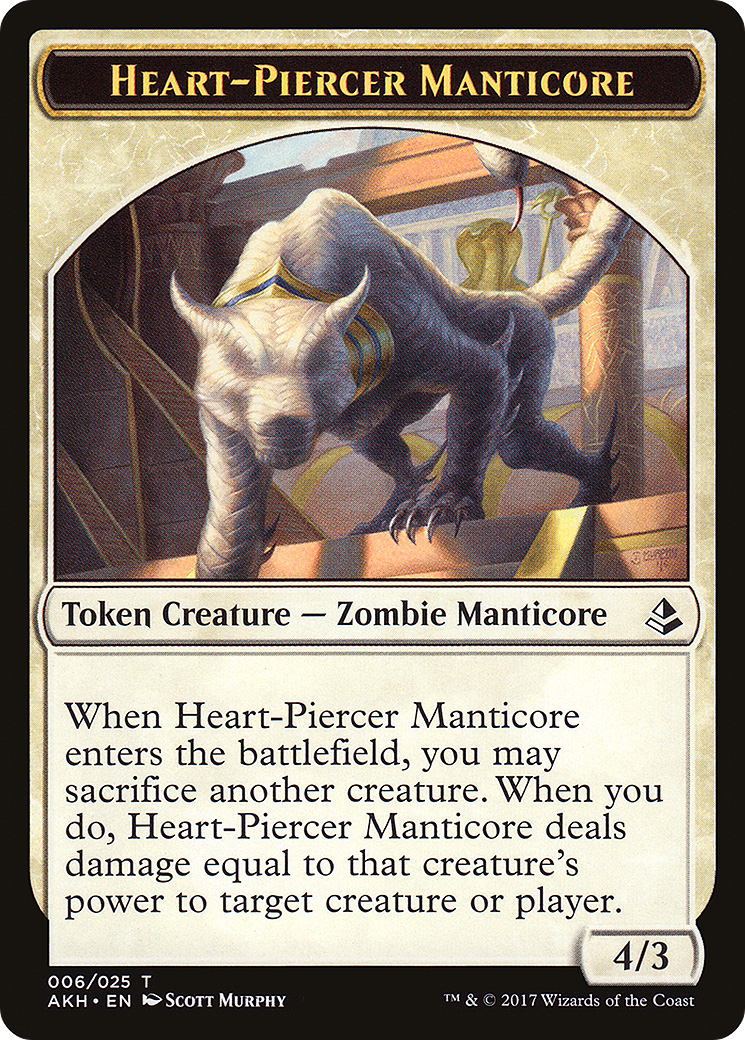 Heart-Piercer Manticore
Token Creature — Zombie Manticore
When Heart-Piercer Manticore
enters the battlefield, you may
sacrifice another creature. When you
do, Heart-Piercer Manticore deals
damage equal to that creature's
power to target creature or player.
4/3
006/025 T
AKH • EN Scott Murphy
™ & © 2017 Wizards of the Coast